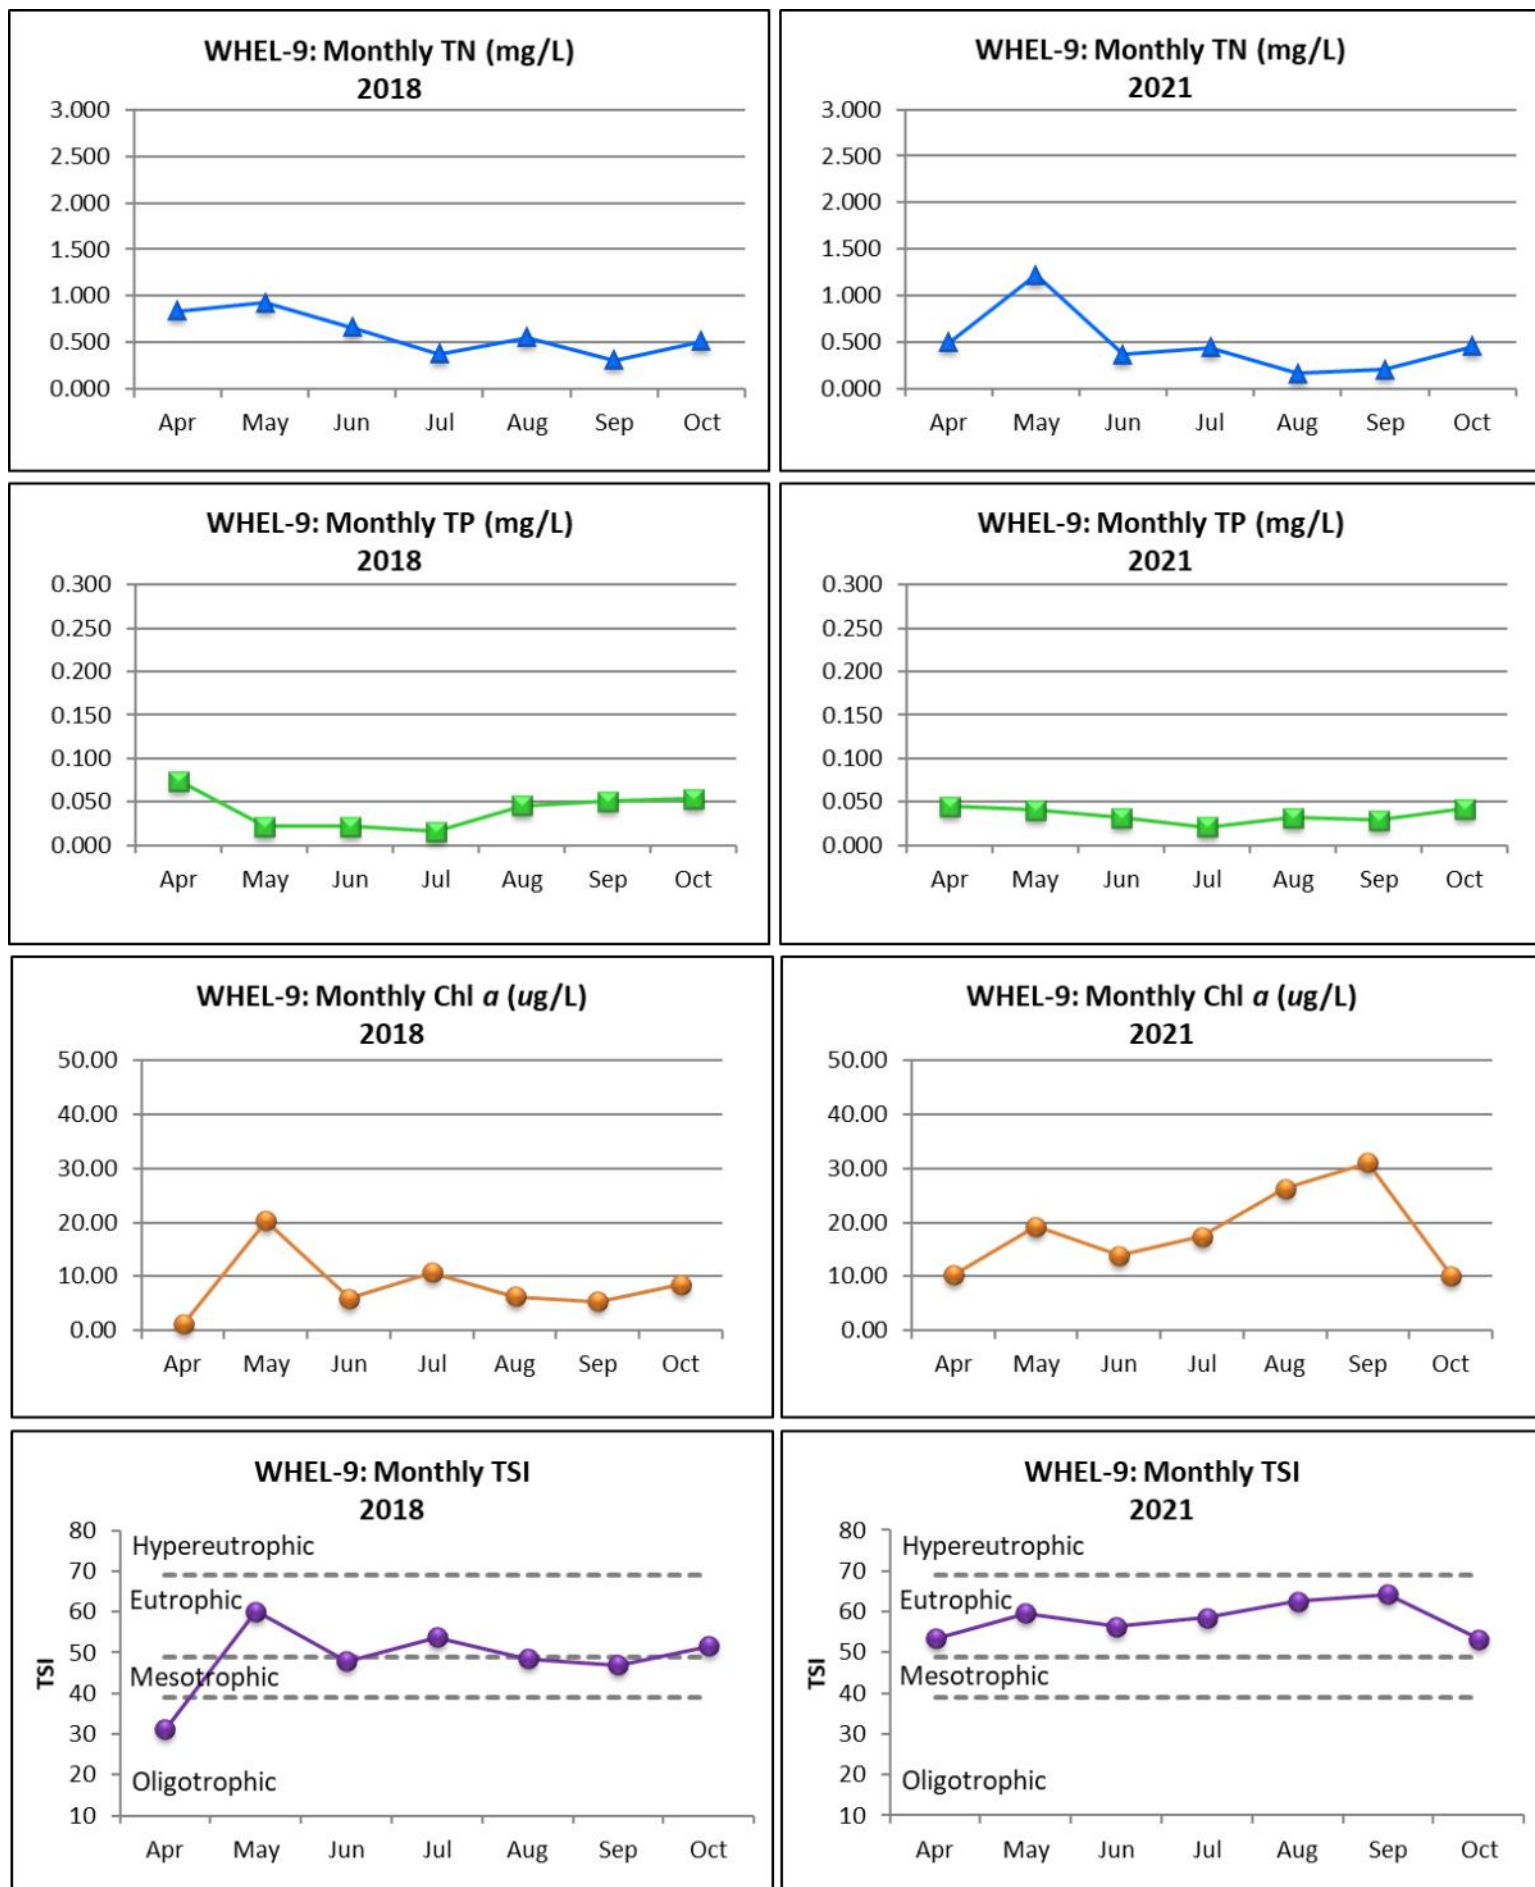 WHEL-9: Monthly TN (mg/L)
2018
3.000
2.500
2.000
1.500
1.000
0.500
0.000
Apr May Jun Jul Aug Sep Oct
WHEL-9: Monthly TN (mg/L)
2021
3.000
2.500
2.000
1.500
1.000
0.500
0.000
Apr May Jun Jul Aug Sep Oct
WHEL-9: Monthly TP (mg/L)
2018
0.300
0.250
0.200
0.150
0.100
0.050
0.000
Apr May Jun Jul Aug Sep Oct
WHEL-9: Monthly TP (mg/L)
2021
0.300
0.250
0.200
0.150
0.100
0.050
0.000
Apr May Jun Jul Aug Sep Oct
WHEL-9: Monthly Chl a (ug/L)
2018
50.00
40.00
30.00
20.00
10.00
0.00
Apr May Jun Jul Aug Sep Oct
WHEL-9: Monthly Chl a (ug/L)
2021
50.00
40.00
30.00
20.00
10.00
0.00
Apr May Jun Jul Aug Sep Oct
WHEL-9: Monthly TSI
2018
TSI
80
70
60
50
40
30
20
10
Hypereutrophic
Eutrophic
Mesotrophic
Oligotrophic
Apr May Jun Jul Aug Sep Oct
WHEL-9: Monthly TSI
2021
TSI
80
70
60
50
40
30
20
10
Hypereutrophic
Eutrophic
Mesotrophic
Oligotrophic
Apr May Jun Jul Aug Sep Oct